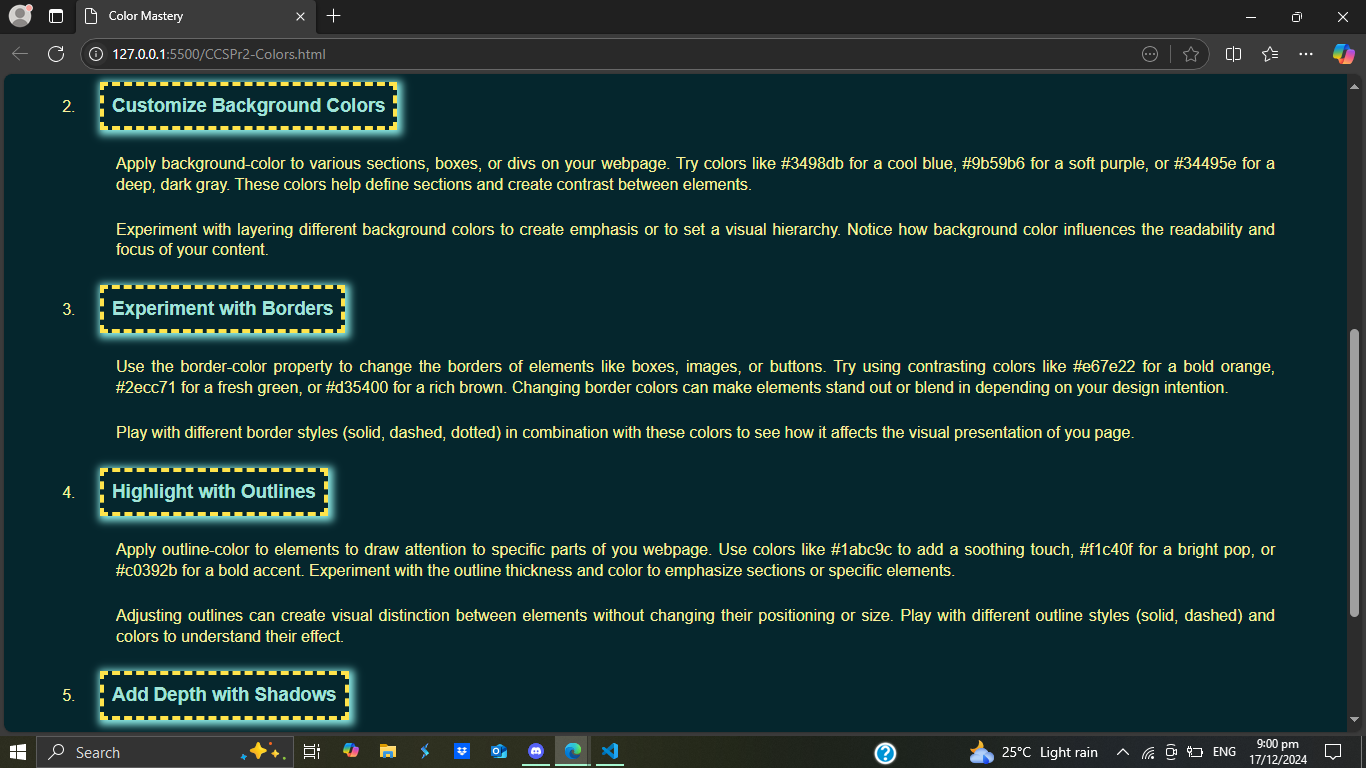 Color Mastery
127.0.0.1:5500/CCSPr2-Colors.html
2. Customize Background Colors
Apply background-color to various sections, boxes, or divs on your webpage. Try colors like #3498db for a cool blue, #9b59b6 for a soft purple, or #34495e for a
deep, dark gray. These colors help define sections and create contrast between elements.
Experiment with layering different background colors to create emphasis or to set a visual hierarchy. Notice how background color influences the readability and
focus of your content.
3. Experiment with Borders
Use the border-color property to change the borders of elements like boxes, images, or buttons. Try using contrasting colors like #e67e22 for a bold orange,
#2ecc71 for a fresh green, or #d35400 for a rich brown. Changing border colors can make elements stand out or blend in depending on your design intention.
Play with different border styles (solid, dashed, dotted) in combination with these colors to see how it affects the visual presentation of you page.
4. Highlight with Outlines
Apply outline-color to elements to draw attention to specific parts of you webpage. Use colors like #1abc9c to add a soothing touch, #f1c40f for a bright pop, or
#c0392b for a bold accent. Experiment with the outline thickness and color to emphasize sections or specific elements.
Adjusting outlines can create visual distinction between elements without changing their positioning or size. Play with different outline styles (solid, dashed) and
colors to understand their effect.
5. Add Depth with Shadows
Search
25°C Light rain
ENG
9:00 pm
17/12/2024